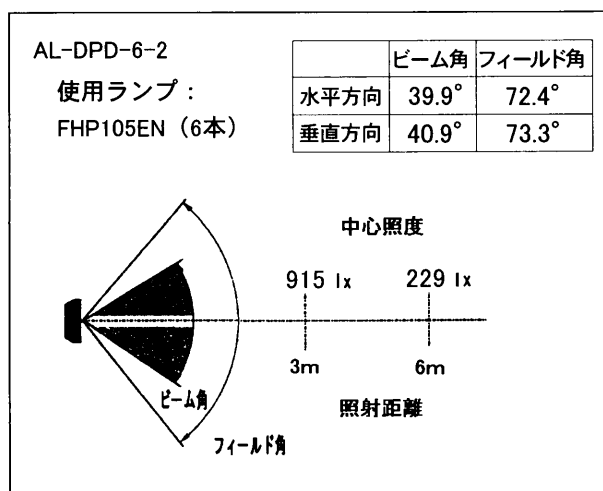 AL-DPD-6-2
使用ランプ：
FHP105EN（6本）
ビーム角 フィールド角
水平方向 39.9° 72.4°
垂直方向 40.9° 73.3°
中心照度
915 lx 229 lx
3m 6m
照射距離
ビーム角
フィールド角